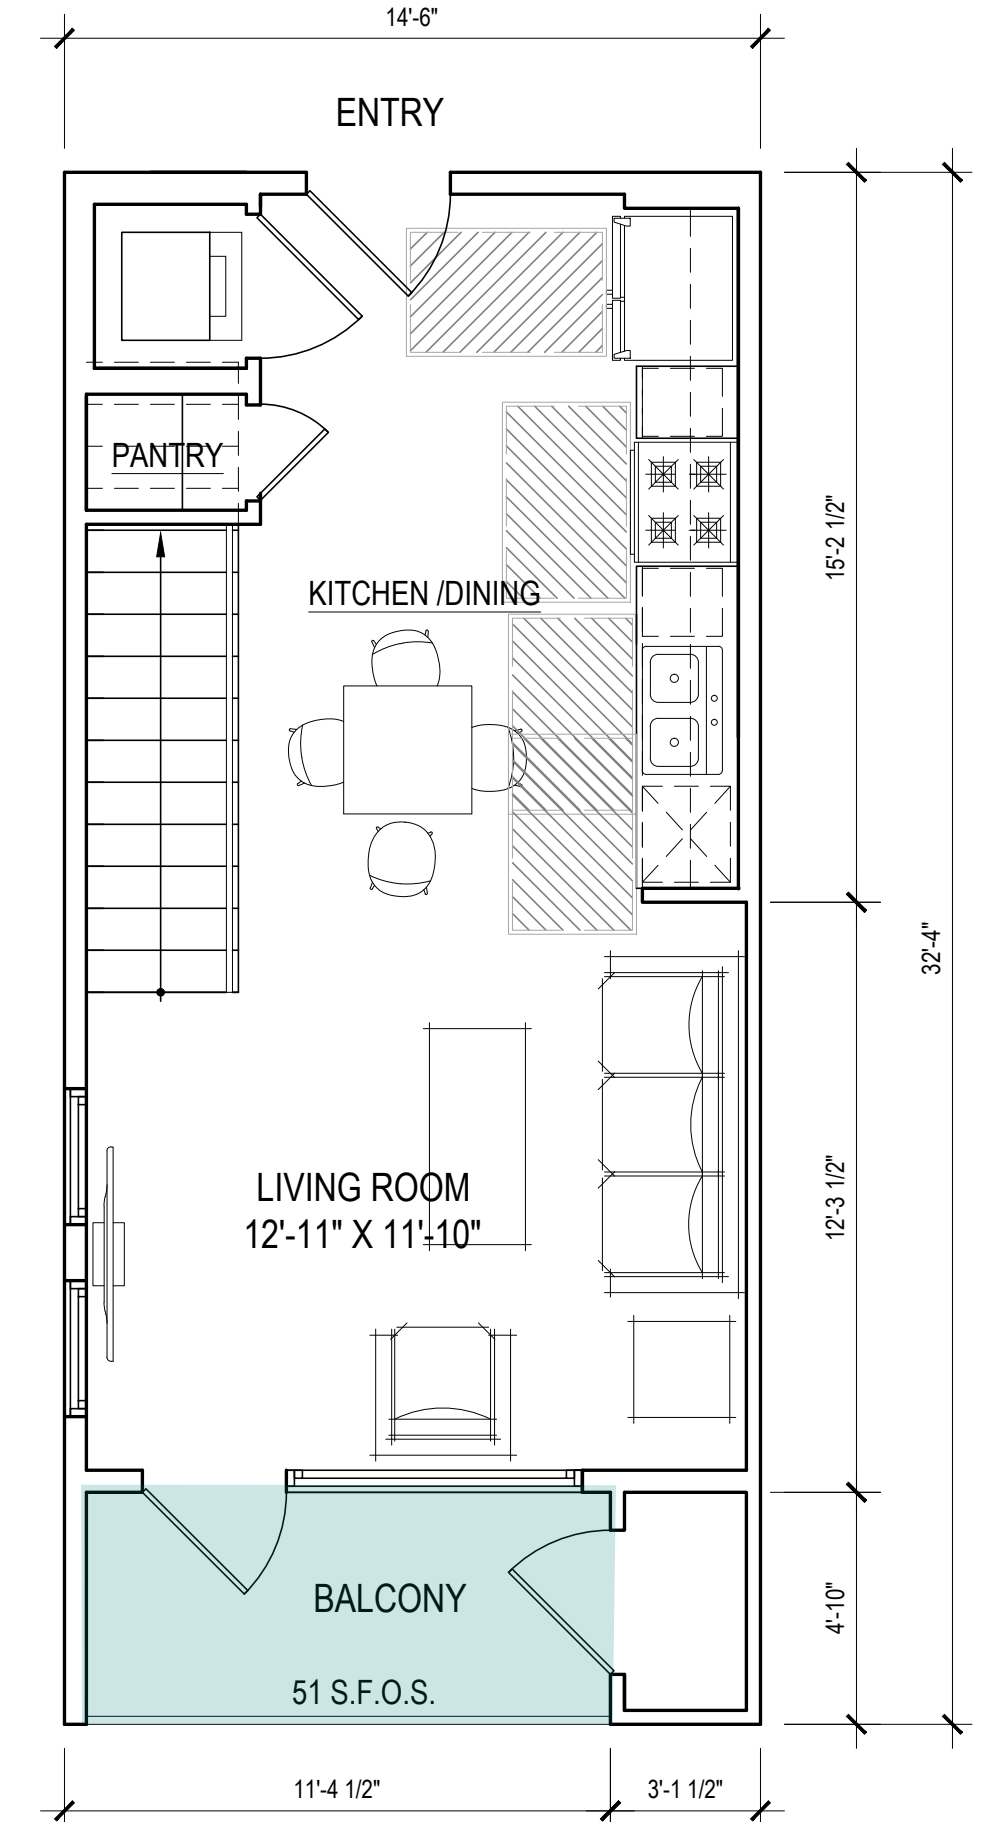 14'-6"
ENTRY
PANTRY
15'-2 1/2"
KITCHEN /DINING
32'-4"
LIVING ROOM
12'-11" X 11'-10"
12'-3 1/2"
BALCONY
4'-10"
51 S.F.O.S.
11'-4 1/2"
3'-1 1/2"